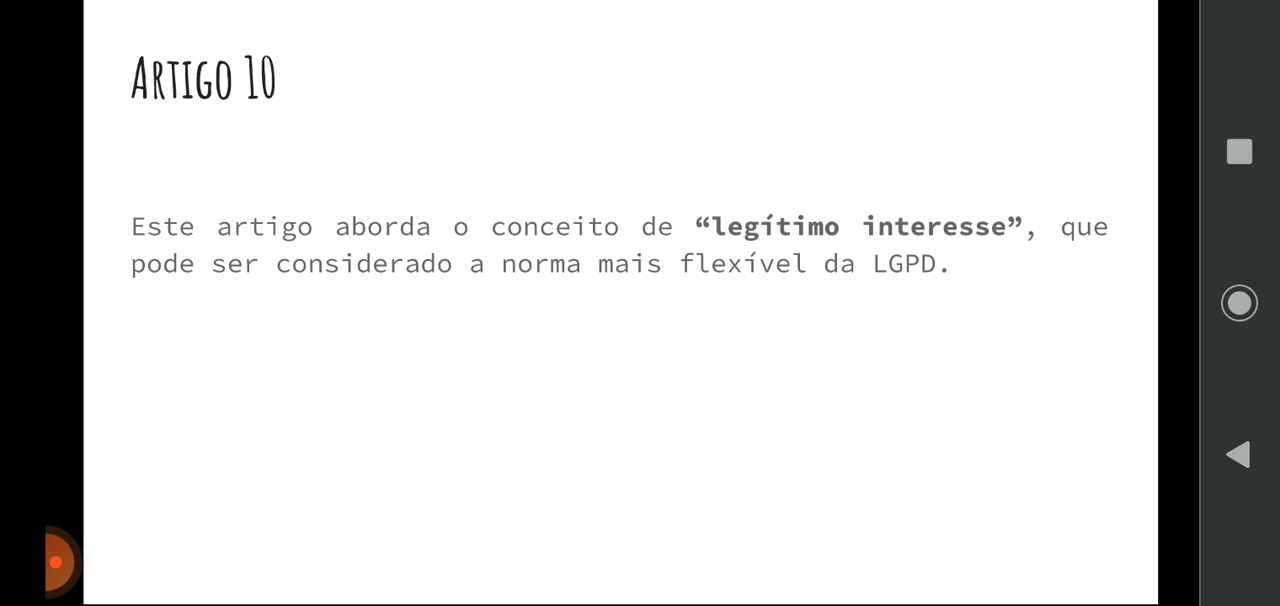 Artigo 10
Este artigo aborda o conceito de “legítimo interesse”, que
pode ser considerado a norma mais flexível da LGPD.